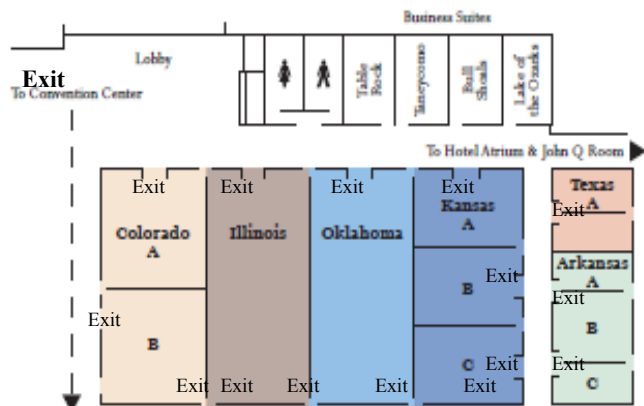 Business Suites
Lobby
Exit
To Convention Center
Table
Rock
Taneycomo
Bull
Shoals
Lake of
the Ozarks
To Hotel Atrium & John Q Room
Exit
Exit
Exit
Exit
Texas
A
Exit
Kansas
A
Colorado
A
Illinois
Oklahoma
Arkansas
A
Exit
B
Exit
Exit
B
B
Exit
C
Exit
C
Exit
Exit
Exit
Exit
Exit